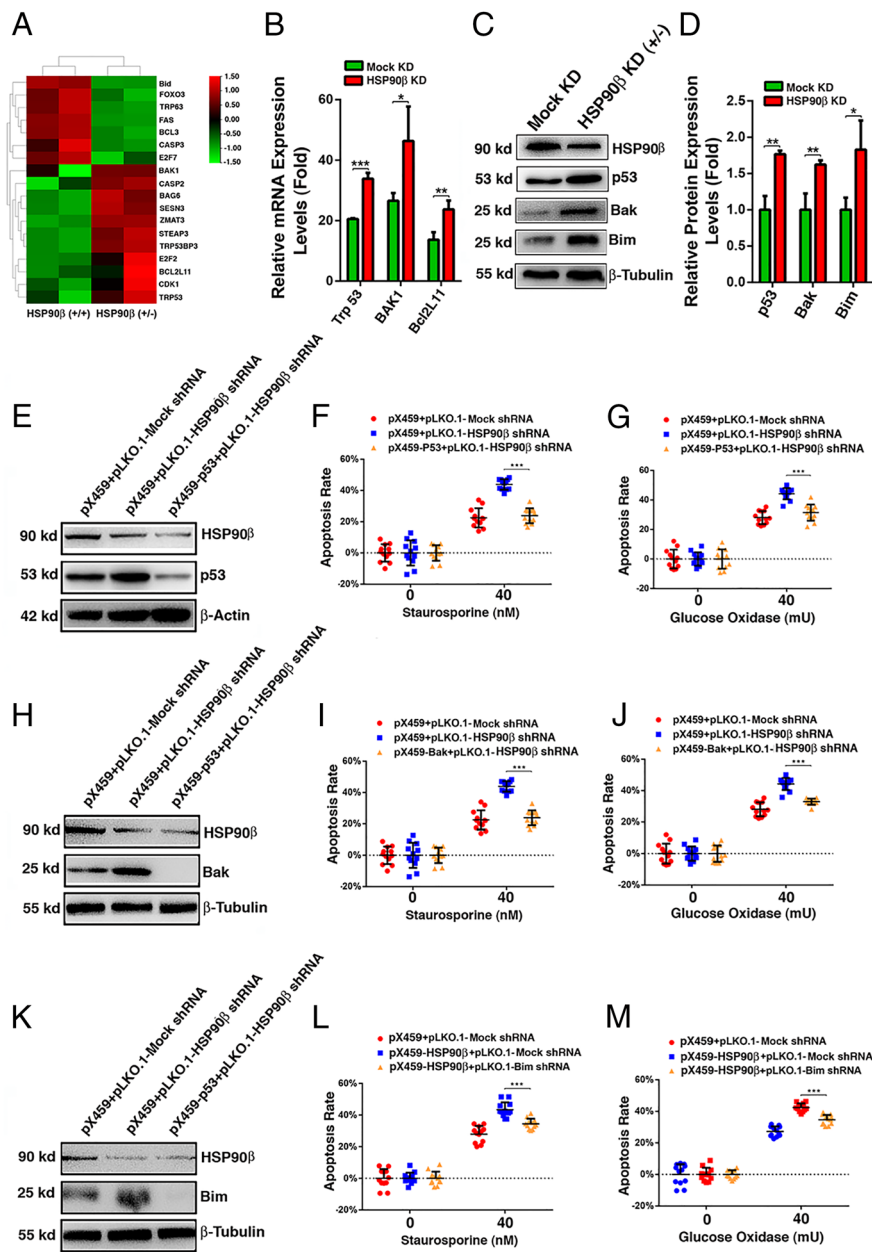 A
Bid
FOXO3
TRP63
FAS
BCL3
CASP3
E2F7
BAK1
CASP2
BAG6
SESN3
ZMAT3
STEAP3
TRP53BP3
E2F2
BCL2L11
CDK1
TRP53
HSP90β (+/+) HSP90β (+/-)
1.50
1.00
0.50
0.00
-0.50
-1.00
-1.50
B
Mock KD
HSP90β KD
Relative mRNA Expression
Levels (Fold)
60
40
20
0
***
*
**
Trp 53
BAK1
Bcl2L11
C
Mock KD
HSP90β KD (+/-)
90 kd HSP90β
53 kd p53
25 kd Bak
25 kd Bim
55 kd β-Tubulin
D
Mock KD
HSP90β KD
Relative Protein Expression
Levels (Fold)
2.5
2.0
1.5
1.0
0.5
0.0
**
**
*
p53
Bak
Bim
E
pX459+pLKO.1-Mock shRNA
pX459+pLKO.1-HSP90β shRNA
pX459-p53+pLKO.1-HSP90β shRNA
90 kd HSP90β
53 kd p53
42 kd β-Actin
F
pX459+pLKO.1-Mock shRNA
pX459+pLKO.1-HSP90β shRNA
pX459-P53+pLKO.1-HSP90β shRNA
Apoptosis Rate
60%
40%
20%
0%
-20%
***
0 40
Staurosporine (nM)
G
pX459+pLKO.1-Mock shRNA
pX459+pLKO.1-HSP90β shRNA
pX459-P53+pLKO.1-HSP90β shRNA
Apoptosis Rate
60%
40%
20%
0%
-20%
***
0 40
Glucose Oxidase (mU)
H
pX459+pLKO.1-Mock shRNA
pX459+pLKO.1-HSP90β shRNA
pX459-p53+pLKO.1-HSP90β shRNA
90 kd HSP90β
25 kd Bak
55 kd β-Tubulin
I
pX459+pLKO.1-Mock shRNA
pX459+pLKO.1-HSP90β shRNA
pX459-Bak+pLKO.1-HSP90β shRNA
Apoptosis Rate
60%
40%
20%
0%
-20%
***
0 40
Staurosporine (nM)
J
pX459+pLKO.1-Mock shRNA
pX459+pLKO.1-HSP90β shRNA
pX459-Bak+pLKO.1-HSP90β shRNA
Apoptosis Rate
60%
40%
20%
0%
-20%
***
0 40
Glucose Oxidase (mU)
K
pX459+pLKO.1-Mock shRNA
pX459+pLKO.1-HSP90β shRNA
pX459-p53+pLKO.1-HSP90β shRNA
90 kd HSP90β
25 kd Bim
55 kd β-Tubulin
L
pX459+pLKO.1-Mock shRNA
pX459-HSP90β+pLKO.1-Mock shRNA
pX459-HSP90β+pLKO.1-Bim shRNA
Apoptosis Rate
60%
40%
20%
0%
-20%
***
0 40
Staurosporine (nM)
M
pX459+pLKO.1-Mock shRNA
pX459-HSP90β+pLKO.1-Mock shRNA
pX459-HSP90β+pLKO.1-Bim shRNA
Apoptosis Rate
60%
40%
20%
0%
-20%
***
0 40
Glucose Oxidase (mU)